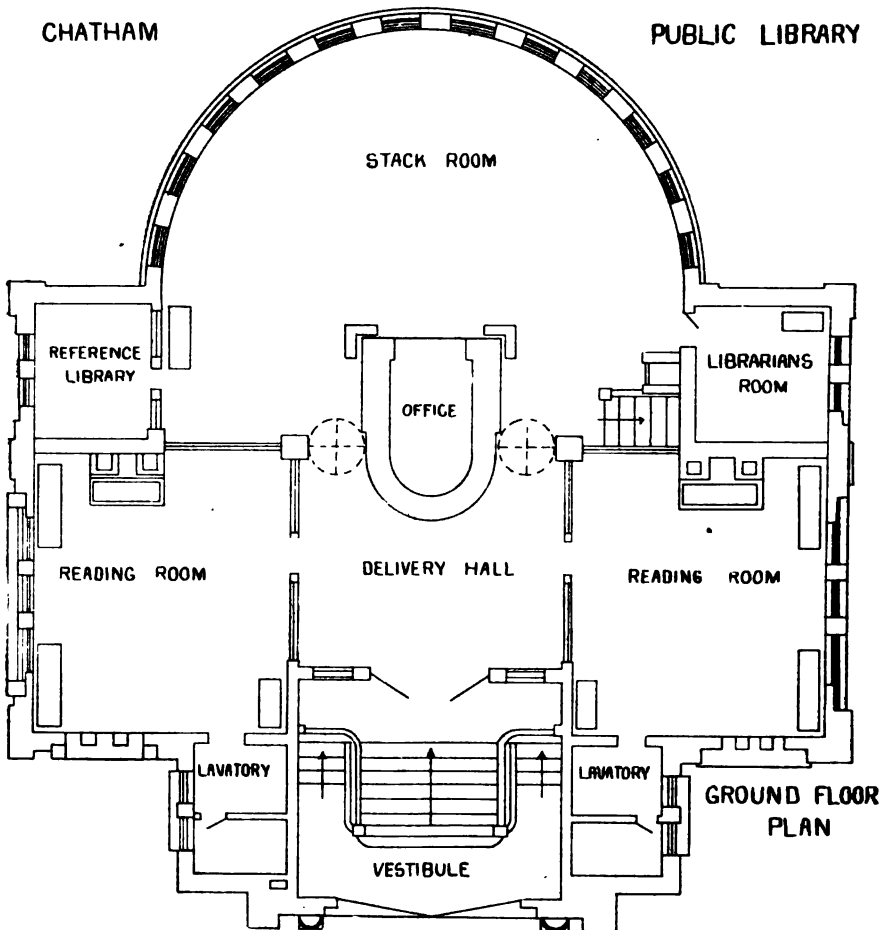 CHATHAM PUBLIC LIBRARY
STACK ROOM
REFERENCE
LIBRARY
LIBRARIANS
ROOM
OFFICE
READING ROOM
DELIVERY HALL
READING ROOM
LAVATORY
LAVATORY
GROUND FLOOR
PLAN
VESTIBULE